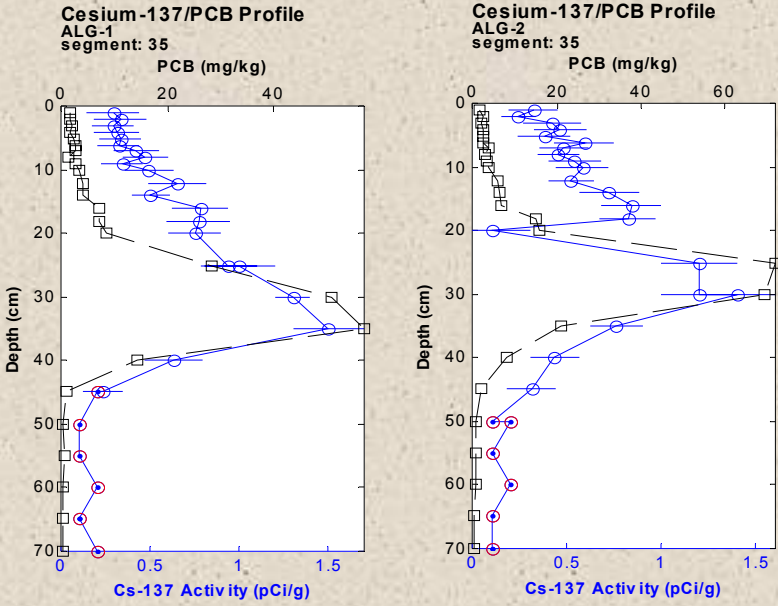 Cesium-137/PCB Profile
ALG-1
segment: 35
PCB (mg/kg)
0 20 40
0
10
20
30
40
50
60
70
Depth (cm)
0 0.5 1 1.5
Cs-137 Activity (pCi/g)
Cesium-137/PCB Profile
ALG-2
segment: 35
PCB (mg/kg)
0 20 40 60
0
10
20
30
40
50
60
70
Depth (cm)
0 0.5 1 1.5
Cs-137 Activity (pCi/g)